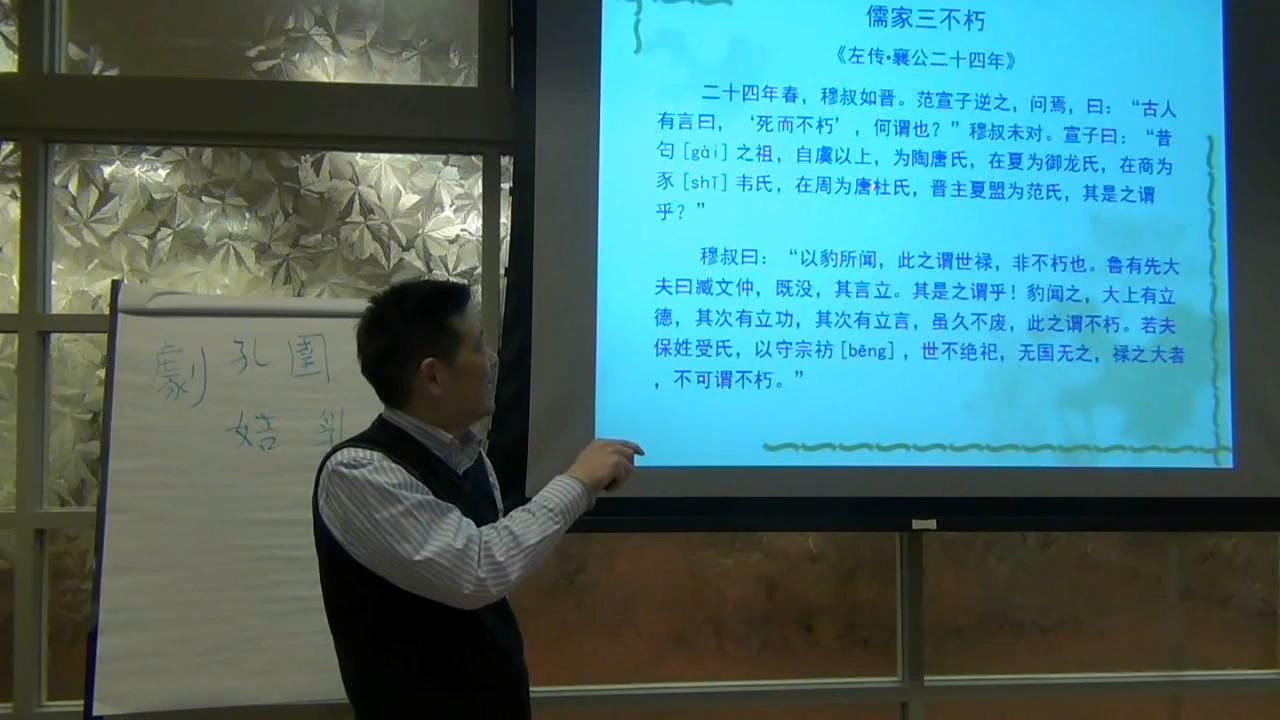 儒家三不朽
《左传•襄公二十四年》
二十四年春，穆叔如晋。范宣子逆之，问焉，曰：“古人
有言曰，‘死而不朽’，何谓也？”穆叔未对。宣子曰：“昔
匄[gài]之祖，自虞以上，为陶唐氏，在夏为御龙氏，在商为
豕[shǐ]韦氏，在周为唐杜氏，晋主夏盟为范氏，其是之谓
乎？”
穆叔曰：“以豹所闻，此之谓世禄，非不朽也。鲁有先大
夫曰臧文仲，既没，其言立。其是之谓乎！豹闻之，大上有立
德，其次有立功，其次有立言，虽久不废，此之谓不朽。若夫
保姓受氏，以守宗祊[bēng]，世不绝祀，无国无之，禄之大者
，不可谓不朽。”
劇 孔 圉
姞